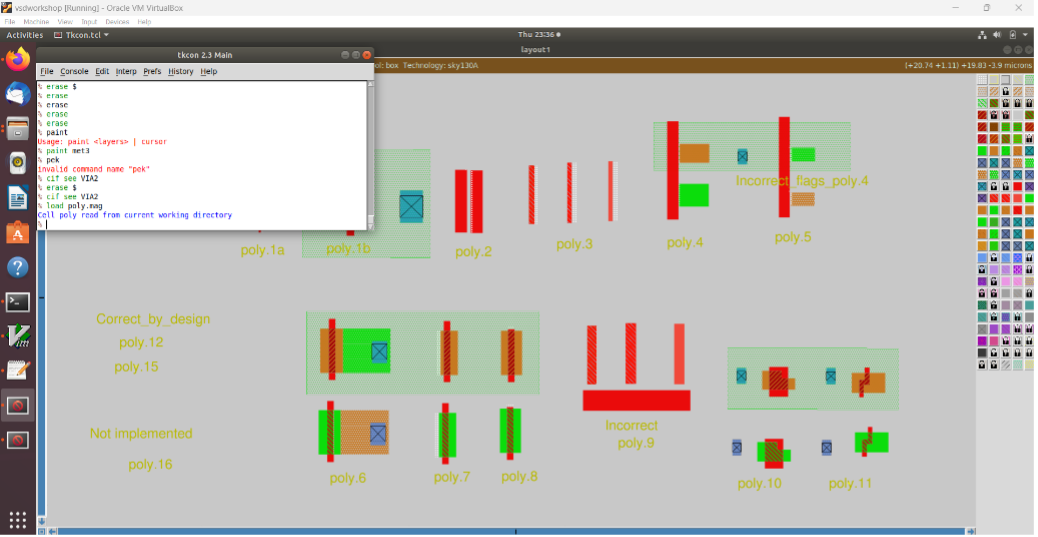 vsdworkshop [Running] - Oracle VM VirtualBox
File Machine View Input Devices Help
Activities Tkcon.tcl Thu 23:36
layout1
tkcon 2.3 Main
ol: box Technology: sky130A (+20.74 +1.11) +19.83 -3.9 microns
File Console Edit Interp Prefs History Help
% erase $
% erase
% erase
% erase
% erase
% paint
Usage: paint <layers> | cursor
% paint met3
% pek
invalid command name "pek"
% cif see VIA2
% erase $
% cif see VIA2
% load poly.mag
Cell poly read from current working directory
%
Incorrect_flags_poly.4
poly.1a
poly.1b
poly.2
poly.3
poly.4
poly.5
Correct_by_design
poly.12
poly.15
Not implemented
poly.16
poly.6
poly.7
poly.8
Incorrect
poly.9
poly.10
poly.11